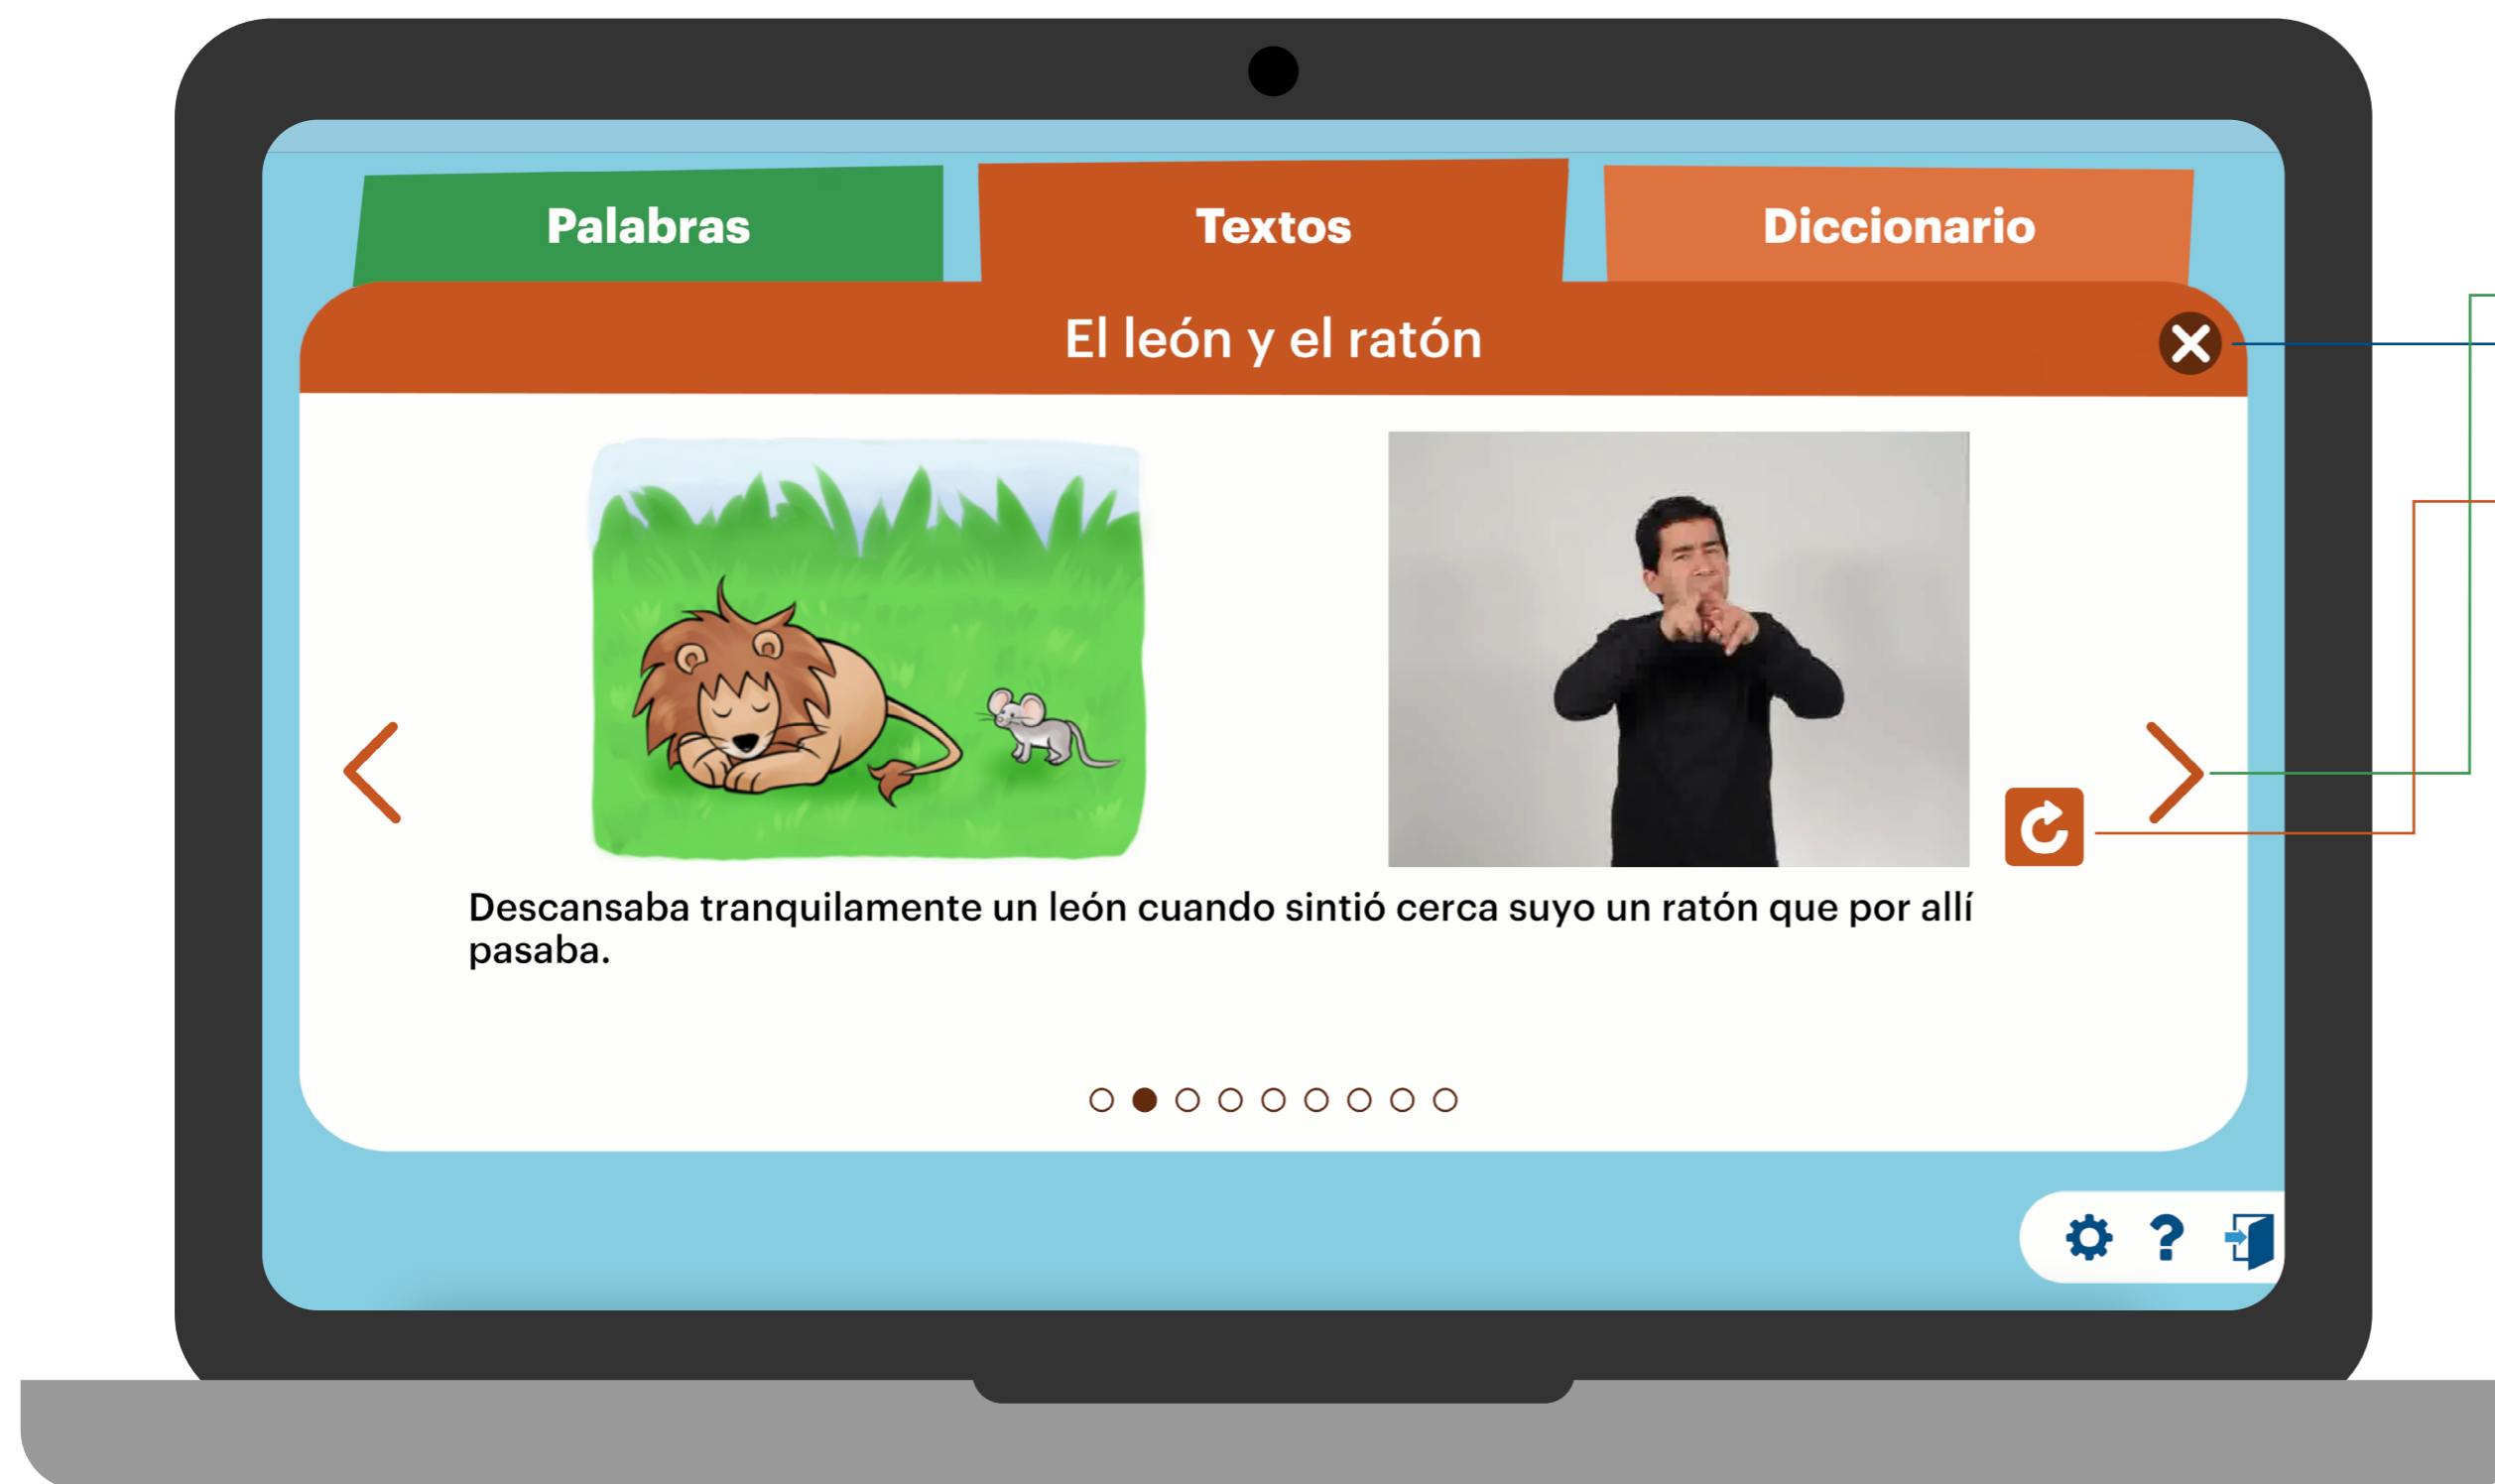 Palabras
Textos
Diccionario
El león y el ratón
Descansaba tranquilamente un león cuando sintió cerca suyo un ratón que por allí
pasaba.
?